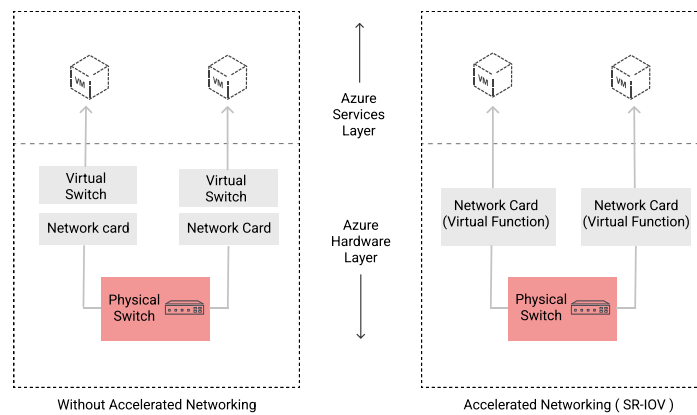 VM
VM
Virtual
Switch
Virtual
Switch
Network card
Network Card
Physical
Switch
Without Accelerated Networking
Azure
Services
Layer
Azure
Hardware
Layer
VM
VM
Network Card
(Virtual Function)
Network Card
(Virtual Function)
Physical
Switch
Accelerated Networking ( SR-IOV )